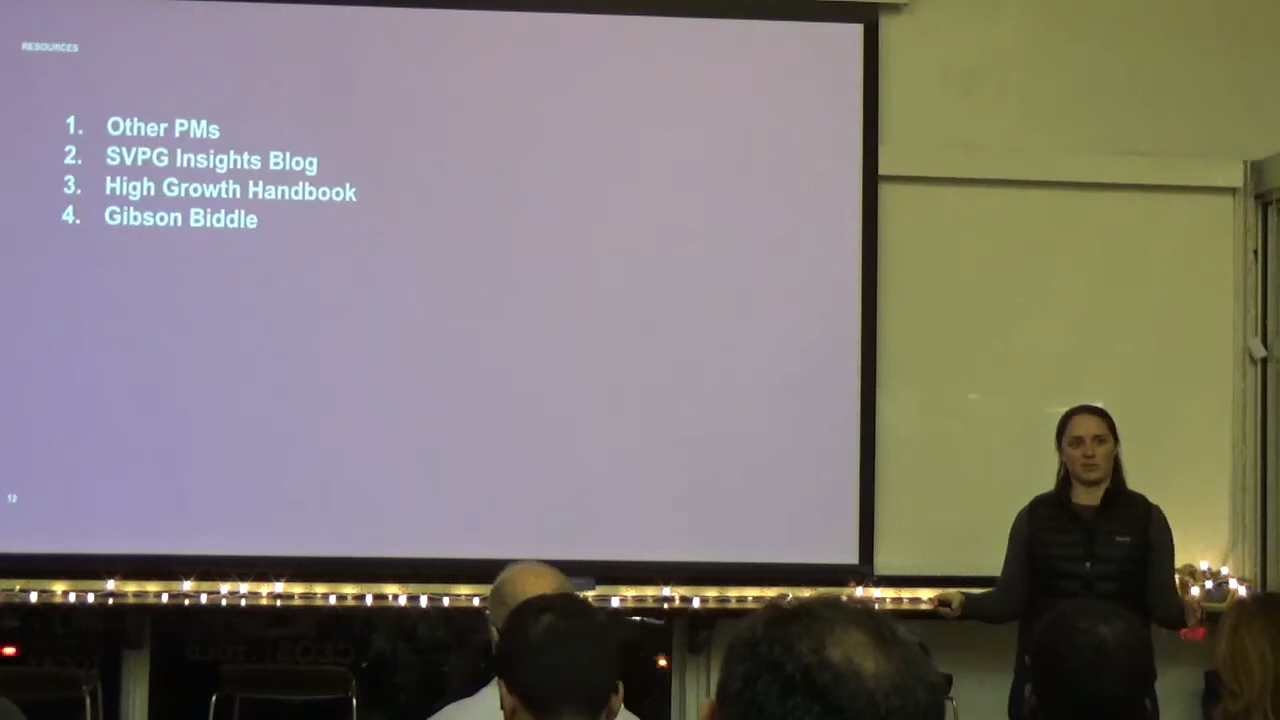 RESOURCES
1. Other PMs
2. SVPG Insights Blog
3. High Growth Handbook
4. Gibson Biddle
12